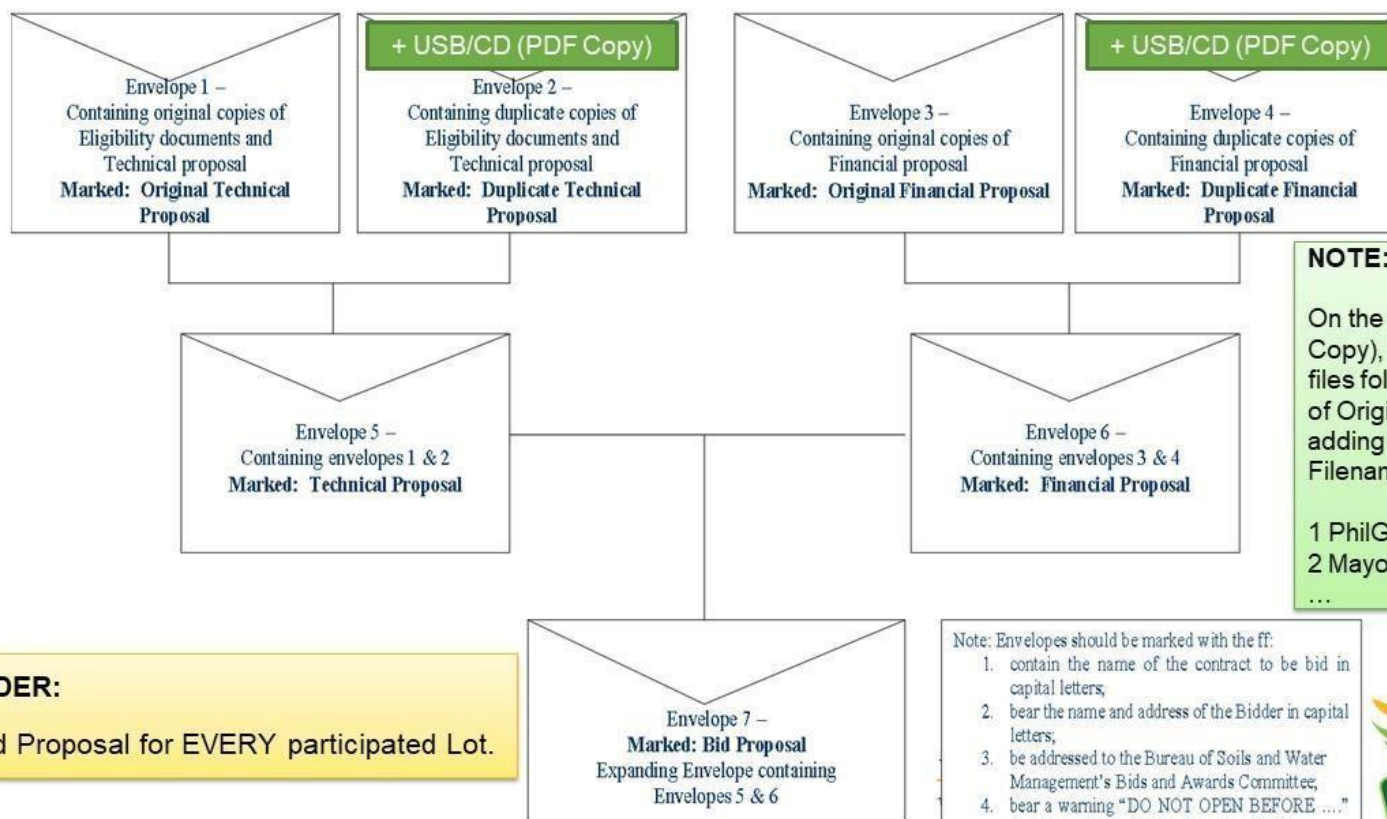 + USB/CD (PDF Copy)
+ USB/CD (PDF Copy)
Envelope 1 –
Containing original copies of
Eligibility documents and
Technical proposal
Marked: Original Technical
Proposal
Envelope 2 –
Containing duplicate copies of
Eligibility documents and
Technical proposal
Marked: Duplicate Technical
Proposal
Envelope 3 –
Containing original copies of
Financial proposal
Marked: Original Financial Proposal
Envelope 4 –
Containing duplicate copies of
Financial proposal
Marked: Duplicate Financial
Proposal
NOTE:
On the
Copy),
files fol
of Origi
adding
Filenan
1 PhilG
2 Mayo
...
Envelope 5 –
Containing envelopes 1 & 2
Marked: Technical Proposal
Envelope 6 –
Containing envelopes 3 & 4
Marked: Financial Proposal
DER:
d Proposal for EVERY participated Lot.
Envelope 7 –
Marked: Bid Proposal
Expanding Envelope containing
Envelopes 5 & 6
Note: Envelopes should be marked with the ff:
1. contain the name of the contract to be bid in
capital letters;
2. bear the name and address of the Bidder in capital
letters;
3. be addressed to the Bureau of Soils and Water
Management's Bids and Awards Committee;
4. bear a warning “DO NOT OPEN BEFORE ....”